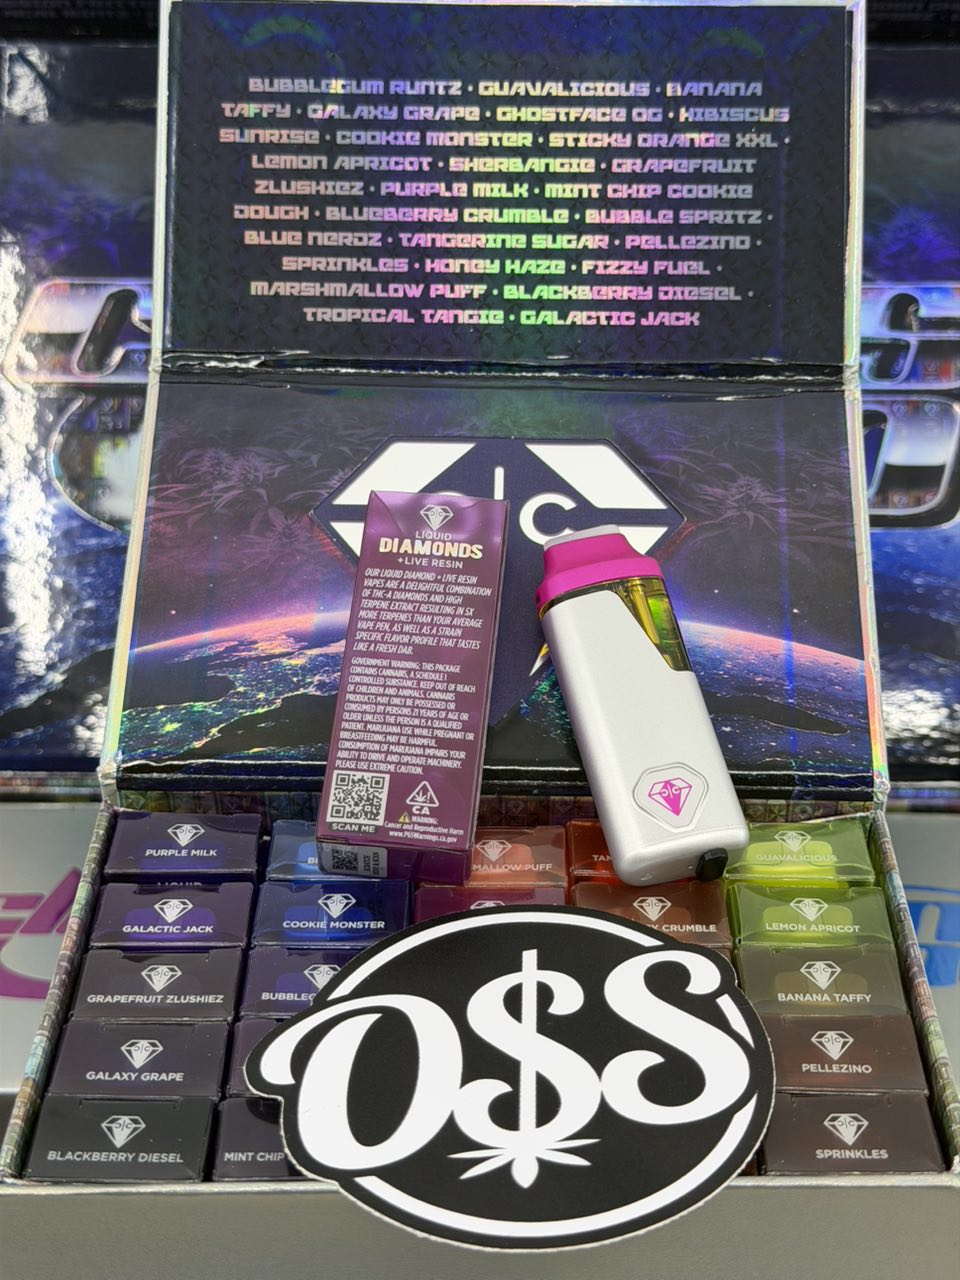 BUBBLEGUM RUNTZ • GUAVALICIOUS • BANANA
TAFFY • GALAXY GRAPE • GHOSTFACE OG • HIBISCUS
SUNRISE • COOKIE MONSTER • STICKY ORANGE XXL •
LEMON APRICOT • SHERBANGIE • GRAPEFRUIT
ZLUSHIEZ • PURPLE MILK • MINT CHIP COOKIE
DOUGH • BLUEBERRY CRUMBLE • BUBBLE SPRITZ •
BLUE NERDZ • TANGERINE SUGAR • PELLEZINO •
SPRINKLES • HONEY HAZE • FIZZY FUEL •
MARSHMALLOW PUFF • BLACKBERRY DIESEL •
TROPICAL TANGIE • GALACTIC JACK
LIQUID
DIAMONDS
+ LIVE RESIN
OUR LIQUID DIAMOND + LIVE RESIN
VAPES ARE A DELIGHTFUL COMBINATION
OF THC-A DIAMONDS AND HIGH
TERPENE EXTRACT RESULTING IN 5X
MORE TERPENES THAN YOUR AVERAGE
VAPE PEN, AS WELL AS A STRAIN
SPECIFIC FLAVOR PROFILE THAT TASTES
LIKE A FRESH DAB.
GOVERNMENT WARNING: THIS PACKAGE
CONTAINS CANNABIS, A SCHEDULE I
CONTROLLED SUBSTANCE. KEEP OUT OF REACH
OF CHILDREN AND ANIMALS. CANNABIS
PRODUCTS MAY ONLY BE POSSESSED OR
CONSUMED BY PERSONS 21 YEARS OF AGE OR
OLDER UNLESS THE PERSON IS A QUALIFIED
PATIENT. MARIJUANA USE WHILE PREGNANT OR
BREASTFEEDING MAY BE HARMFUL.
CONSUMPTION OF MARIJUANA IMPAIRS YOUR
ABILITY TO DRIVE AND OPERATE MACHINERY.
PLEASE USE EXTREME CAUTION.
SCAN ME
CA
WARNING:
Cancer and Reproductive Harm
www.P65Warnings.ca.gov
PURPLE MILK
MALLOW PUFF
TAN
GUAVALICIOUS
LIQUID
GALACTIC JACK
COOKIE MONSTER
Y CRUMBLE
LEMON APRICOT
GRAPEFRUIT ZLUSHIEZ
BUBBLEG
BANANA TAFFY
GALAXY GRAPE
PELLEZINO
BLACKBERRY DIESEL
MINT CHIP
SPRINKLES
O$S